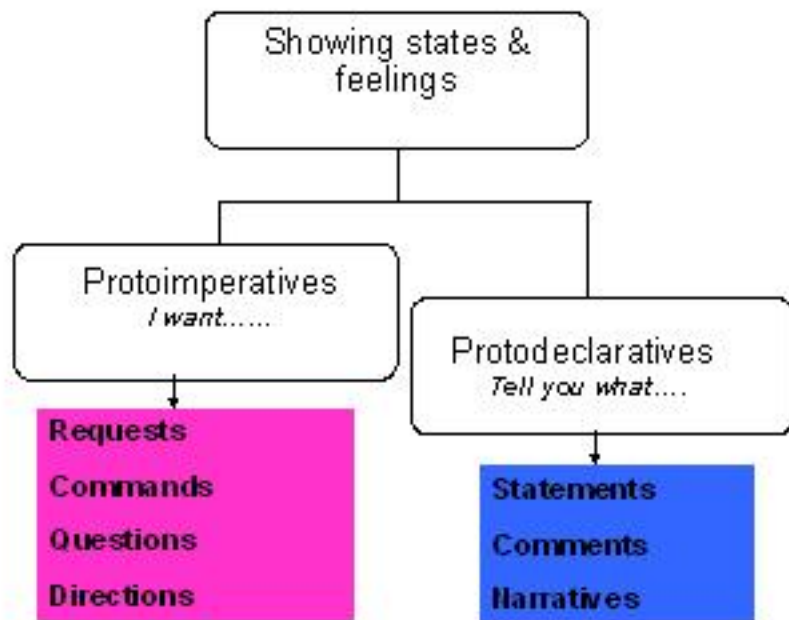 Showing states &
feelings
Protoimperatives
I want......
Requests
Commands
Questions
Directions
Protodeclaratives
Tell you what....
Statements
Comments
Narratives